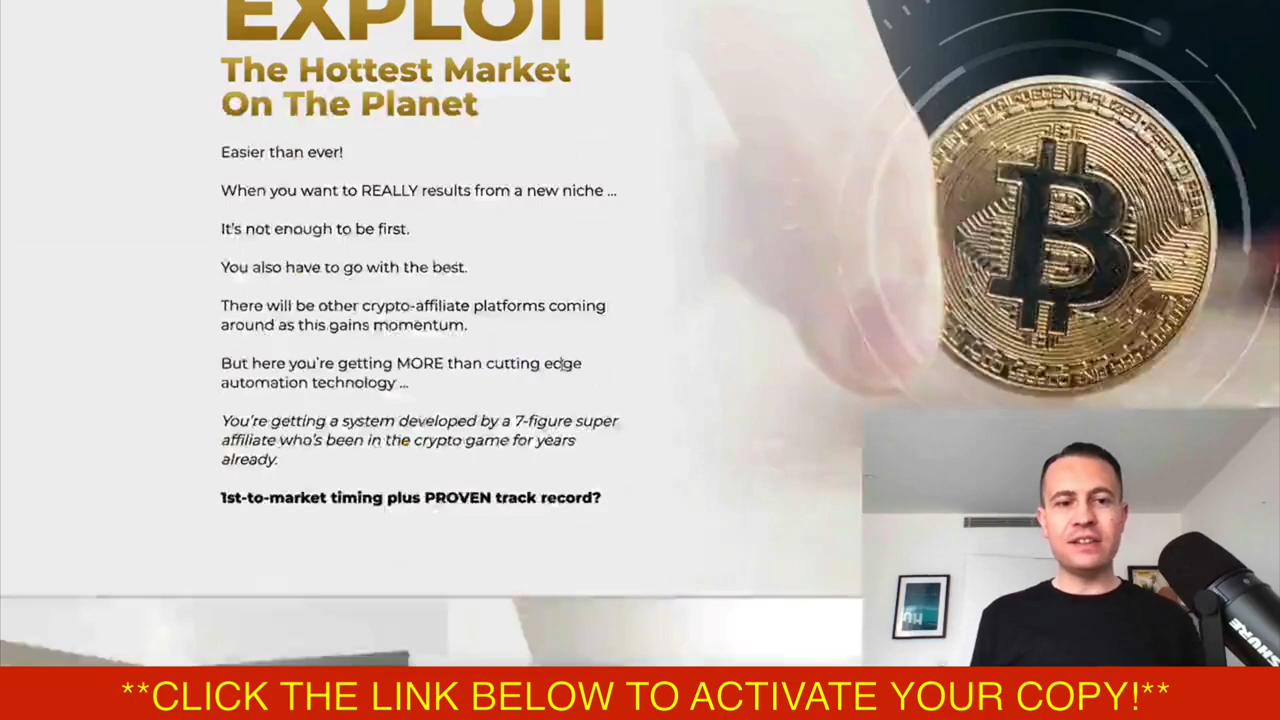 EXPLOIT
The Hottest Market
On The Planet
Easier than ever!
When you want to REALLY results from a new niche ...
It's not enough to be first.
You also have to go with the best.
There will be other crypto-affiliate platforms coming
around as this gains momentum.
But here you're getting MORE than cutting edge
automation technology ...
You're getting a system developed by a 7-figure super
affiliate who's been in the crypto game for years
already.
1st-to-market timing plus PROVEN track record?
DECENTRALIZED
SHURE
**CLICK THE LINK BELOW TO ACTIVATE YOUR COPY!**